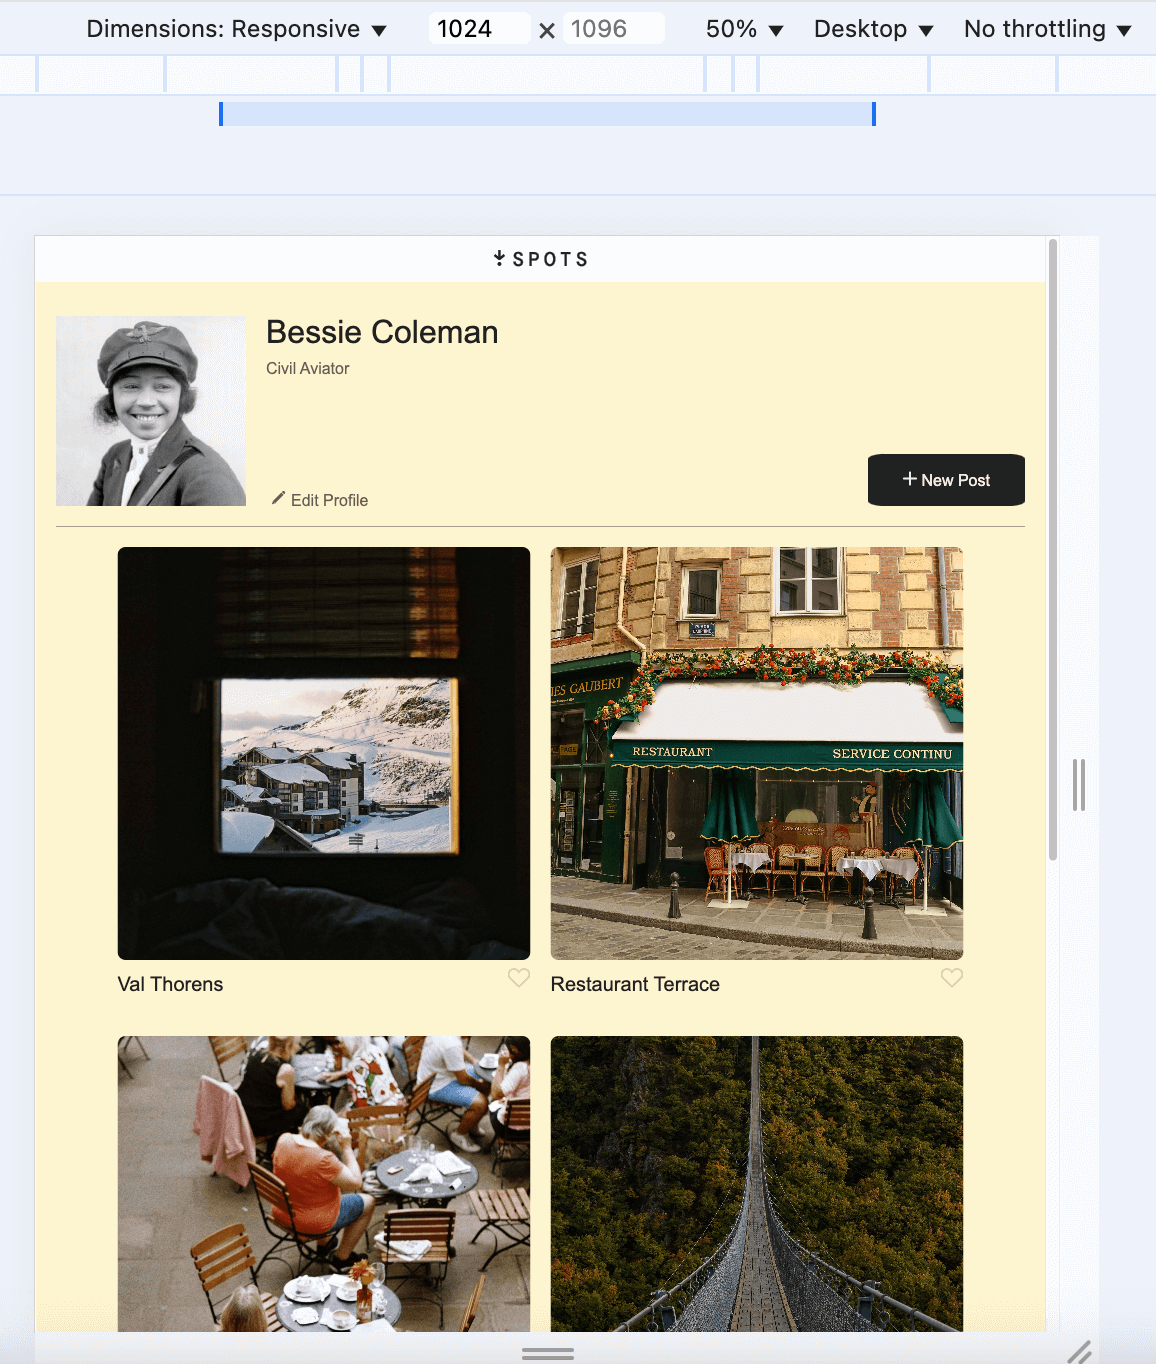 Dimensions: Responsive ▼ 1024 × 1096 50% ▼ Desktop ▼ No throttling ▼
SPOTS
Bessie Coleman
Civil Aviator
Edit Profile
+ New Post
ES GAUBERT
RESTAURANT
SERVICE CONTINU
Val Thorens
Restaurant Terrace